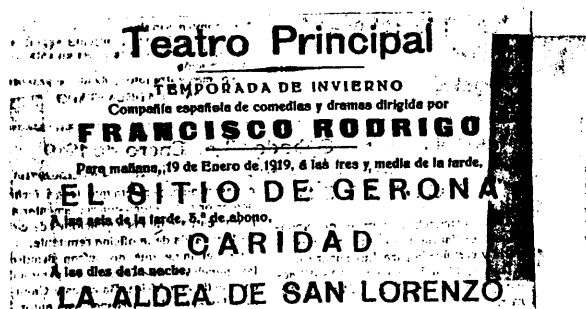 Teatro Principal
TEMPORADA DE INVIERNO
Compañía española de comedias y dramas dirigida por
FRANCISCO RODRIGO
Para mañana, 19 de Enero de 1919, á las tres y media de la tarde,
EL SITIO DE GERONA
Á las seis de la tarde, 5.ª de abono,
CARIDAD
Á las diez de la noche,
LA ALDEA DE SAN LORENZO